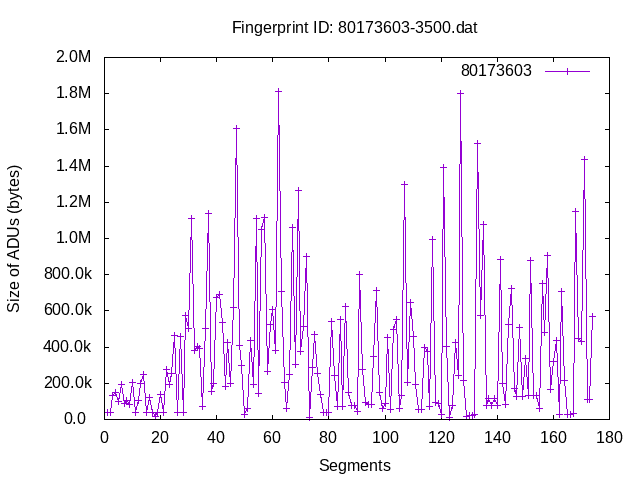 Fingerprint ID: 80173603-3500.dat
80173603
Size of ADUs (bytes)
2.0M
1.8M
1.6M
1.4M
1.2M
1.0M
800.0k
600.0k
400.0k
200.0k
0.0
0 20 40 60 80 100 120 140 160 180
Segments